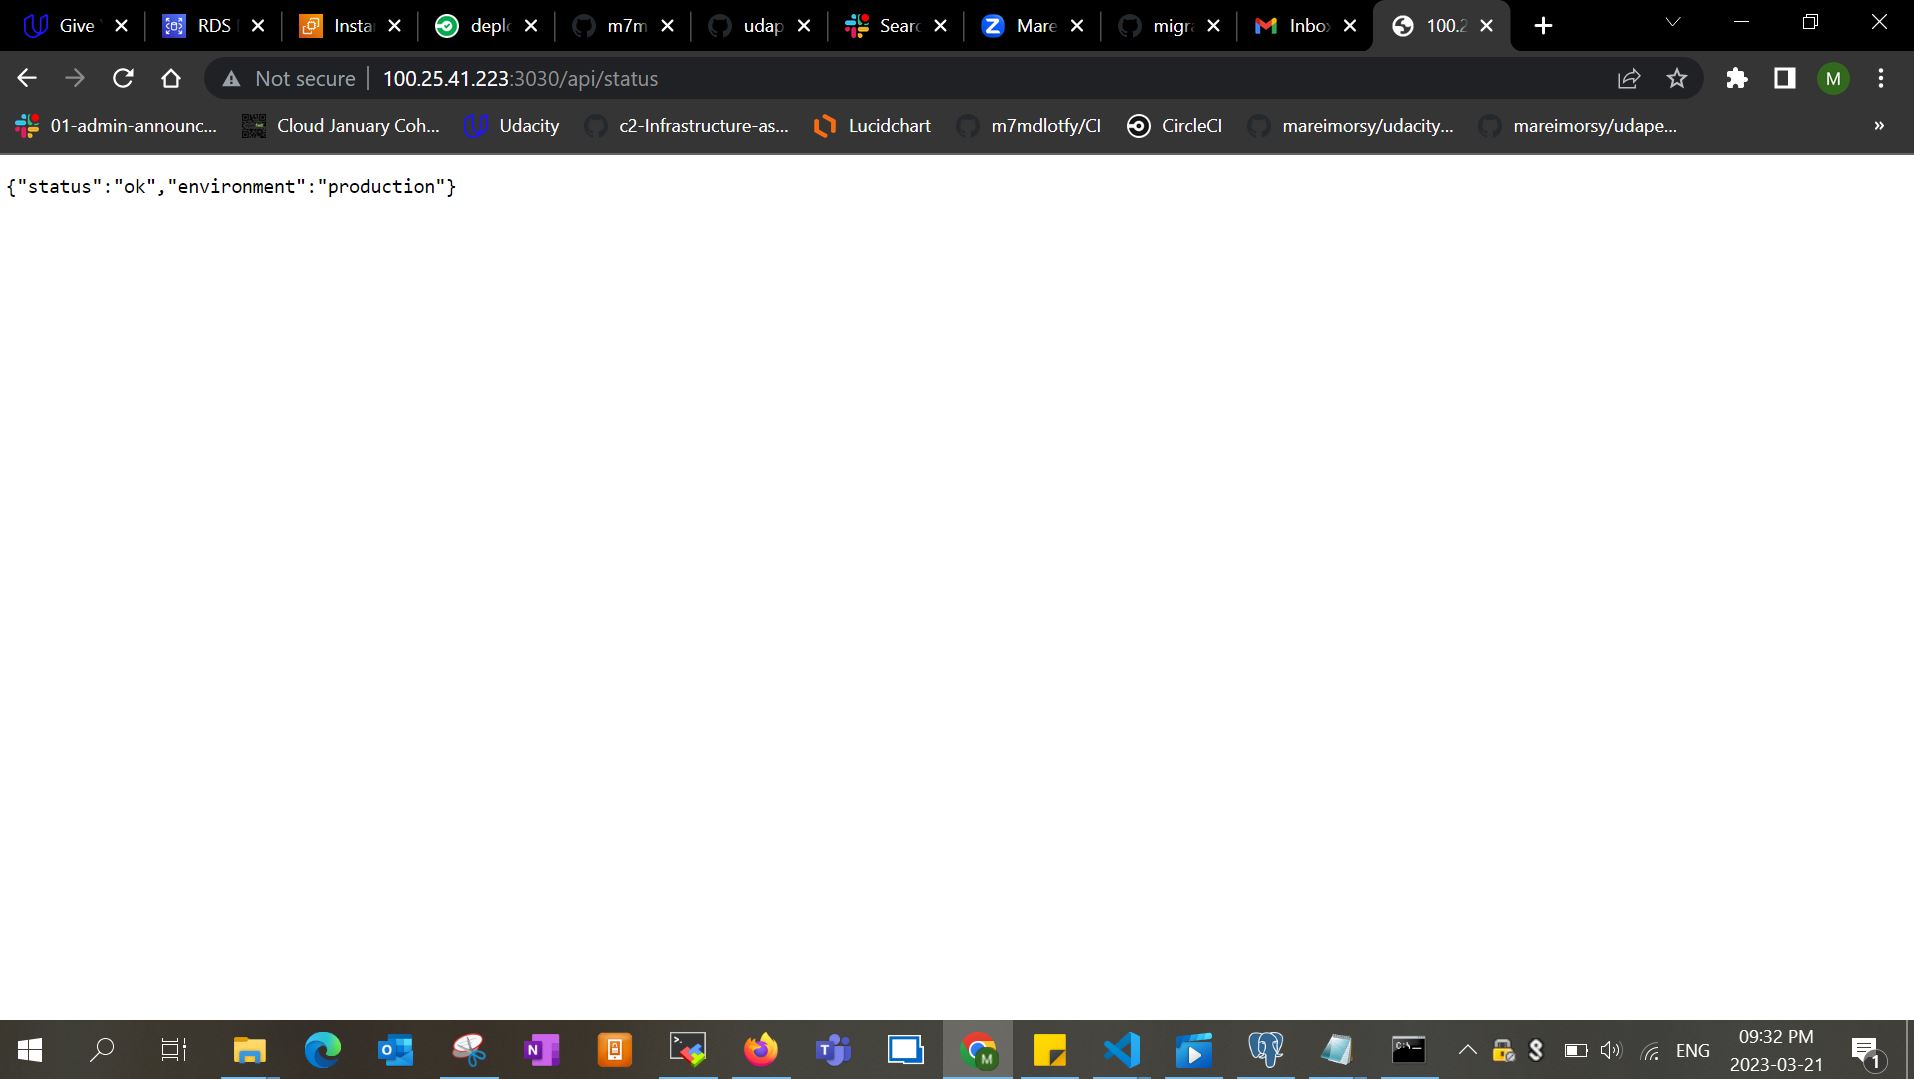 Give
RDS
Insta
deplo
m7m
udap
Searc
Mare
migra
Inbo
100.2
Not secure
100.25.41.223:3030/api/status
M
01-admin-announc...
Cloud January Coh...
Udacity
c2-Infrastructure-as...
Lucidchart
m7mdlotfy/CI
CircleCI
mareimorsy/udacity...
mareimorsy/udape...
»
{"status":"ok","environment":"production"}
M
ENG
09:32 PM
2023-03-21
1